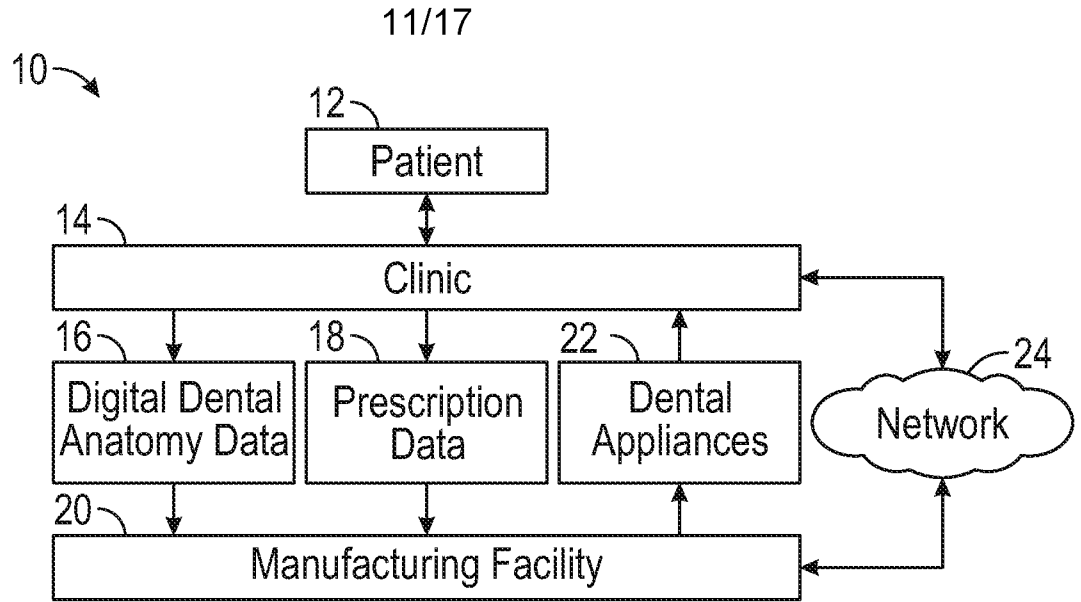 11/17
10
12
Patient
14
Clinic
16
18
22
24
Digital Dental
Anatomy Data
Prescription
Data
Dental
Appliances
Network
20
Manufacturing Facility